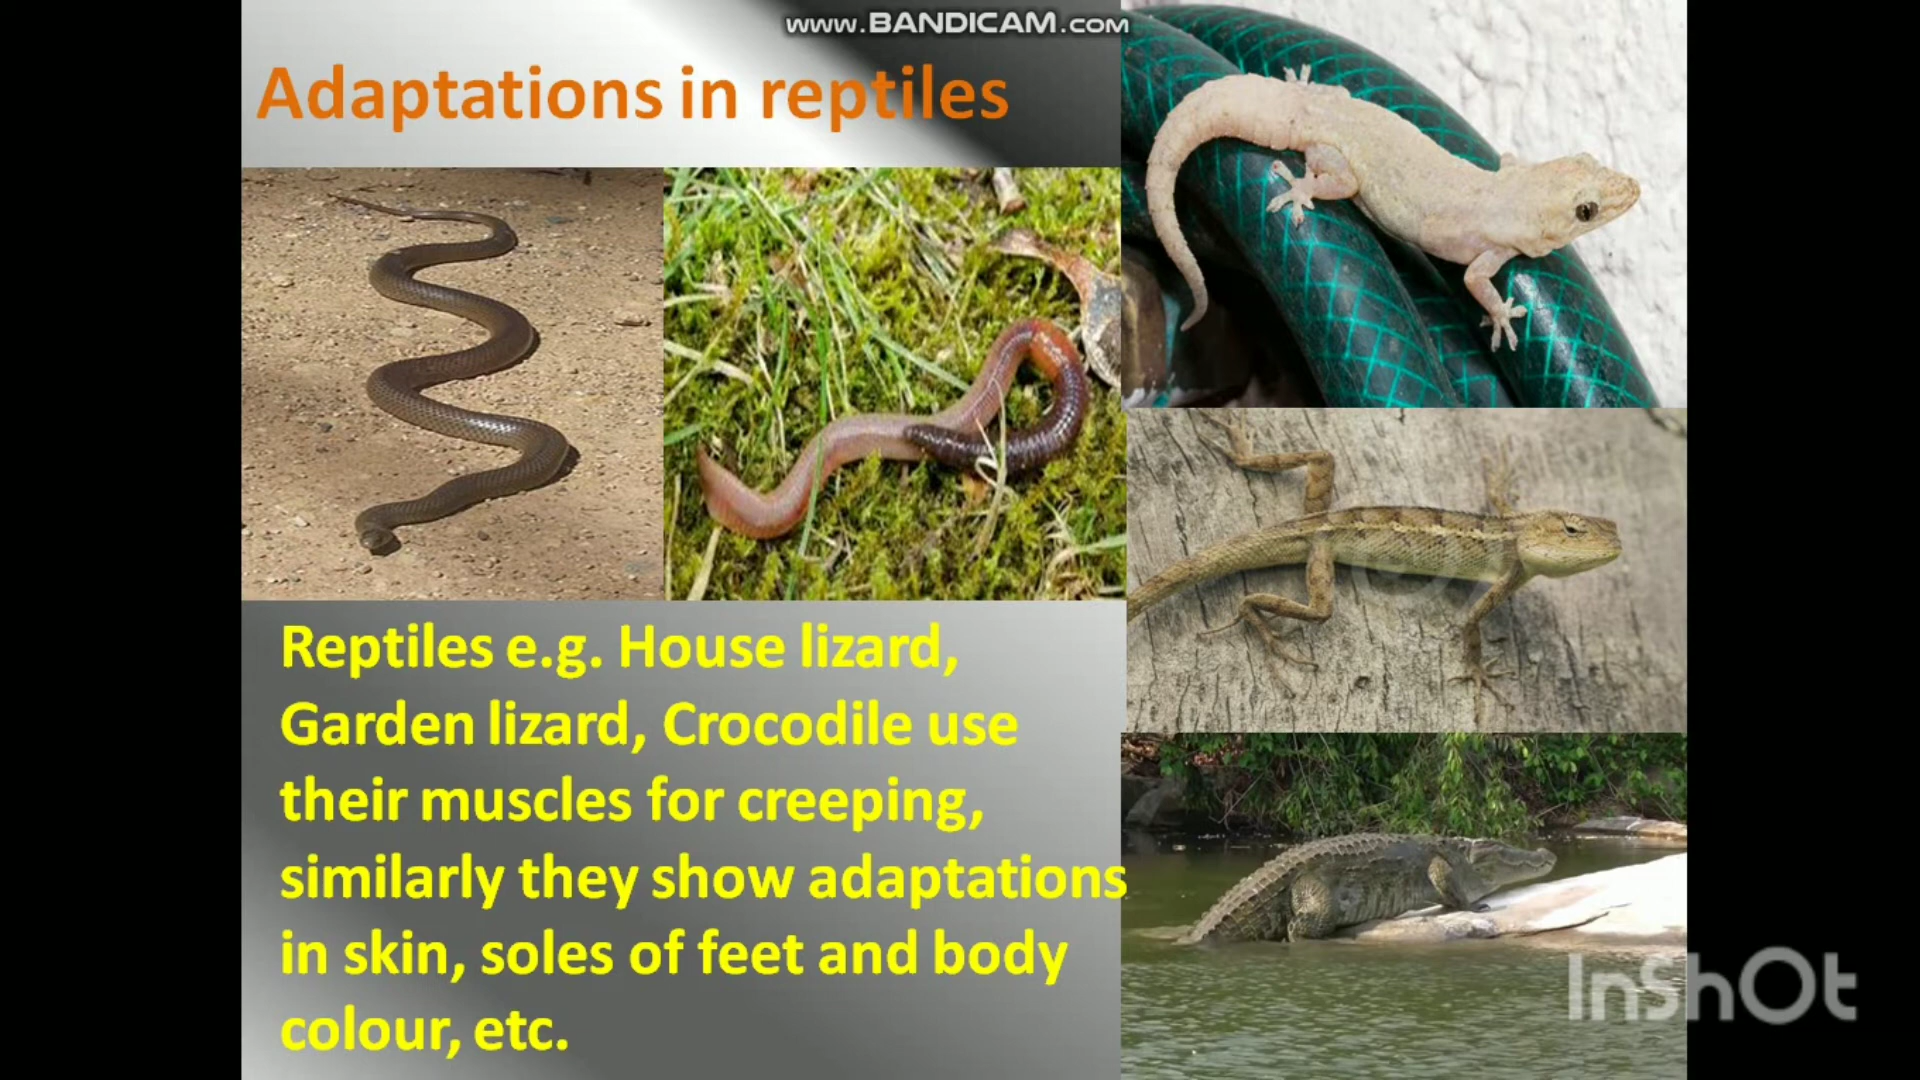 www.BANDICAM.COM
Adaptations in reptiles
Reptiles e.g. House lizard,
Garden lizard, Crocodile use
their muscles for creeping,
similarly they show adaptations
in skin, soles of feet and body
colour, etc.
InShOt